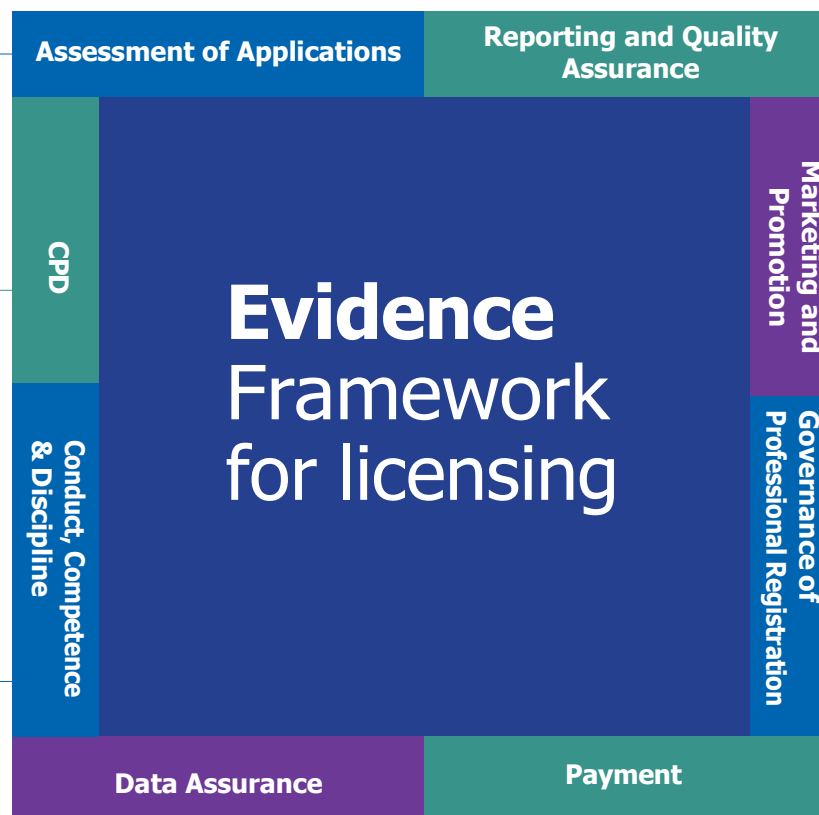 Assessment of Applications
Reporting and Quality
Assurance
Marketing and
Promotion
CPD
Evidence
Framework
for licensing
Governance of
Professional Registration
Conduct, Competence
& Discipline
Data Assurance
Payment